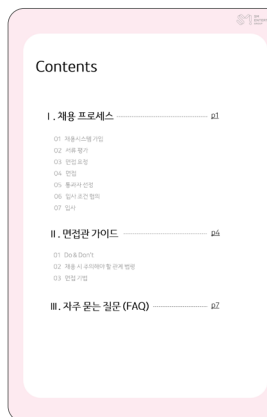 Contents
Ⅰ. 채용 프로세스 p1
01 채용시스템 가입
02 서류 평가
03 면접 요청
04 면접
05 통과자 선정
06 입사 조건 협의
07 입사
Ⅱ. 면접관 가이드 p4
01 Do & Don't
02 채용 시 주의해야 할 관계 법령
03 면접 기법
Ⅲ. 자주 묻는 질문 (FAQ) p7